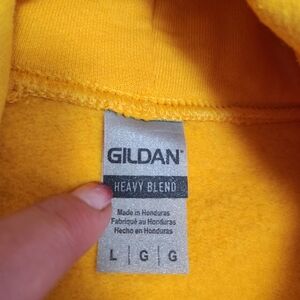 GILDAN
HEAVY BLEND
Made in Honduras
Fabriqué au Honduras
Hecho en Honduras
L | G | G